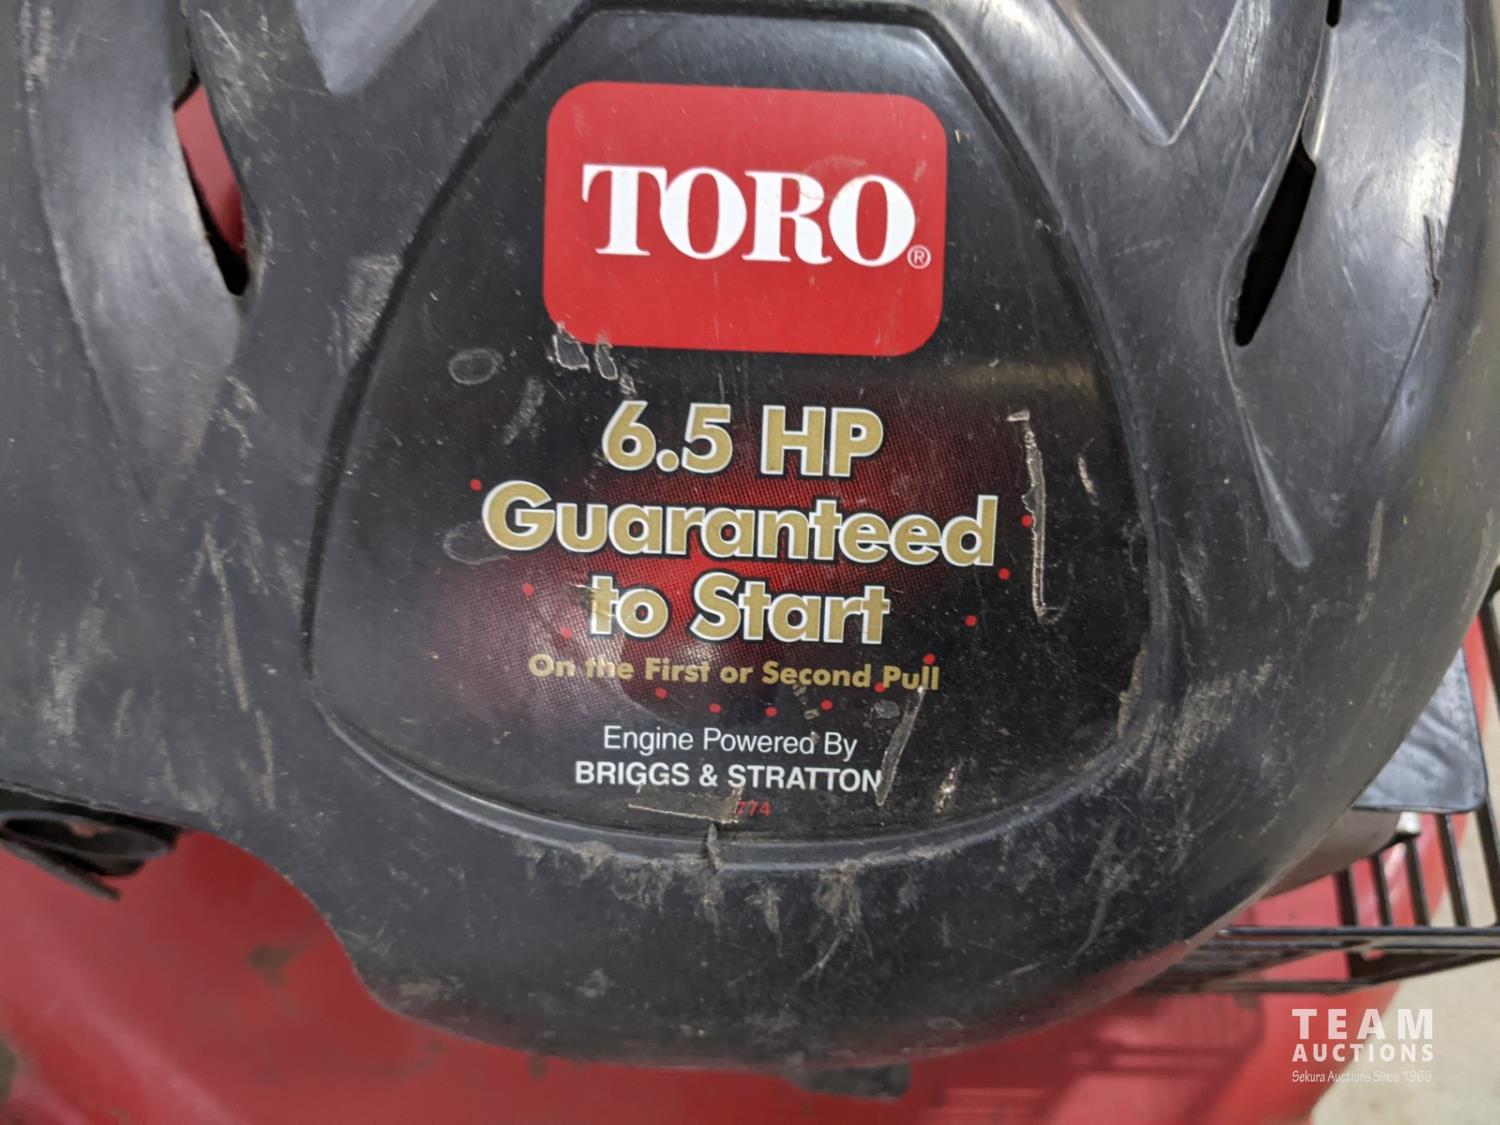 TORO®
6.5 HP
Guaranteed
to Start
On the First or Second Pull
Engine Powered By
BRIGGS & STRATTON
774
TEAM
AUCTIONS
Sekura Auctions Since 1966